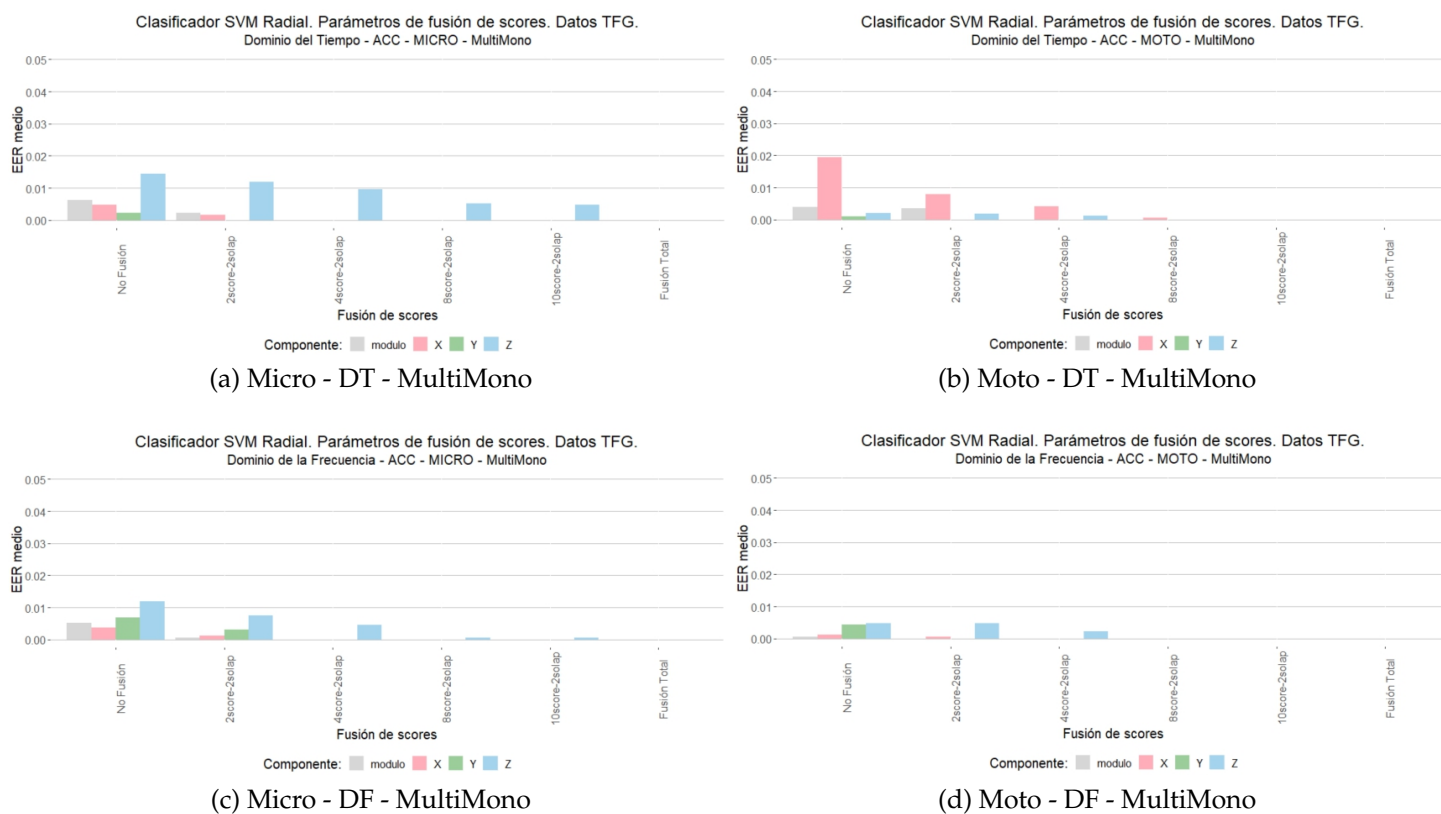 Clasificador SVM Radial. Parámetros de fusión de scores. Datos TFG.
Dominio del Tiempo - ACC - MICRO - MultiMono
0.05
0.04
0.03
0.02
0.01
0.00
EER medio
No Fusión
2score-2solap
4score-2solap
8score-2solap
10score-2solap
Fusión Total
Fusión de scores
Componente: modulo X Y Z
(a) Micro - DT - MultiMono
Clasificador SVM Radial. Parámetros de fusión de scores. Datos TFG.
Dominio del Tiempo - ACC - MOTO - MultiMono
0.05
0.04
0.03
0.02
0.01
0.00
EER medio
No Fusión
2score-2solap
4score-2solap
8score-2solap
10score-2solap
Fusión Total
Fusión de scores
Componente: modulo X Y Z
(b) Moto - DT - MultiMono
Clasificador SVM Radial. Parámetros de fusión de scores. Datos TFG.
Dominio de la Frecuencia - ACC - MICRO - MultiMono
0.05
0.04
0.03
0.02
0.01
0.00
EER medio
No Fusión
2score-2solap
4score-2solap
8score-2solap
10score-2solap
Fusión Total
Fusión de scores
Componente: modulo X Y Z
(c) Micro - DF - MultiMono
Clasificador SVM Radial. Parámetros de fusión de scores. Datos TFG.
Dominio de la Frecuencia - ACC - MOTO - MultiMono
0.05
0.04
0.03
0.02
0.01
0.00
EER medio
No Fusión
2score-2solap
4score-2solap
8score-2solap
10score-2solap
Fusión Total
Fusión de scores
Componente: modulo X Y Z
(d) Moto - DF - MultiMono